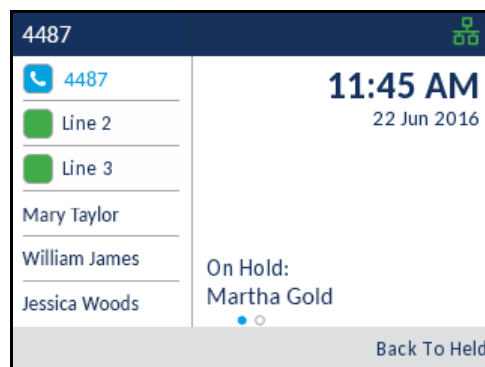 4487
4487
Line 2
Line 3
Mary Taylor
William James
Jessica Woods
11:45 AM
22 Jun 2016
On Hold:
Martha Gold
Back To Held